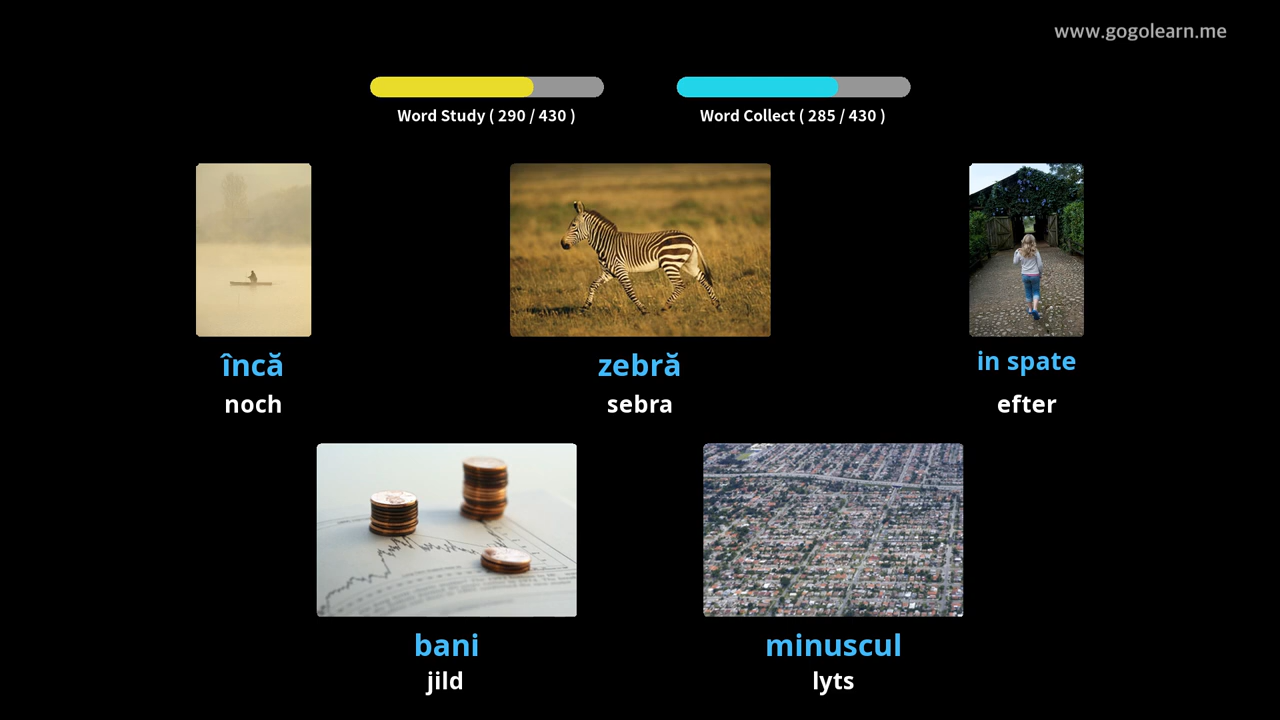 www.gogolearn.me
Word Study ( 290 / 430 )
Word Collect ( 285 / 430 )
încă
noch
zebră
sebra
in spate
efter
bani
jild
minuscul
lyts